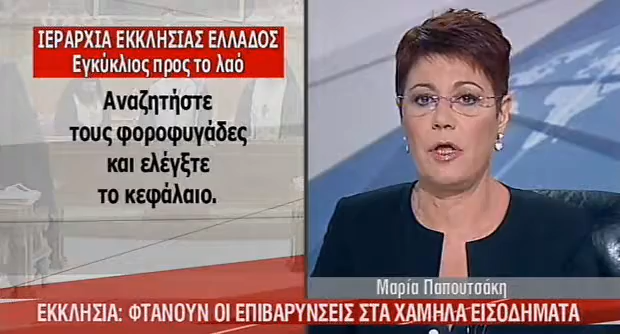 ΙΕΡΑΡΧΙΑ ΕΚΚΛΗΣΙΑΣ ΕΛΛΑΔΟΣ
Εγκύκλιος προς το λαό
Αναζητήστε
τους φοροφυγάδες
και ελέγξτε
το κεφάλαιο.
Μαρία Παπουτσάκη
ΕΚΚΛΗΣΙΑ: ΦΤΑΝΟΥΝ ΟΙ ΕΠΙΒΑΡΥΝΣΕΙΣ ΣΤΑ ΧΑΜΗΛΑ ΕΙΣΟΔΗΜΑΤΑ